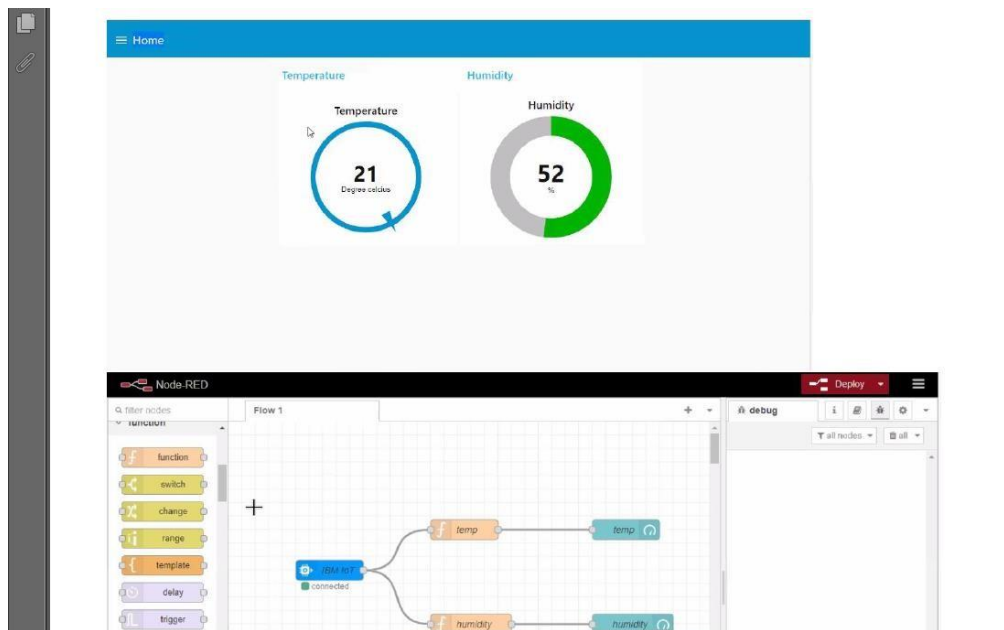 Home
Temperature
Humidity
Temperature
Humidity
21
Degree celcius
52
%
Node-RED
Deploy
filter nodes
Flow 1
debug
function
all nodes
all
function
switch
change
range
template
delay
trigger
IBM IoT
connected
temp
temp
humidity
humidity